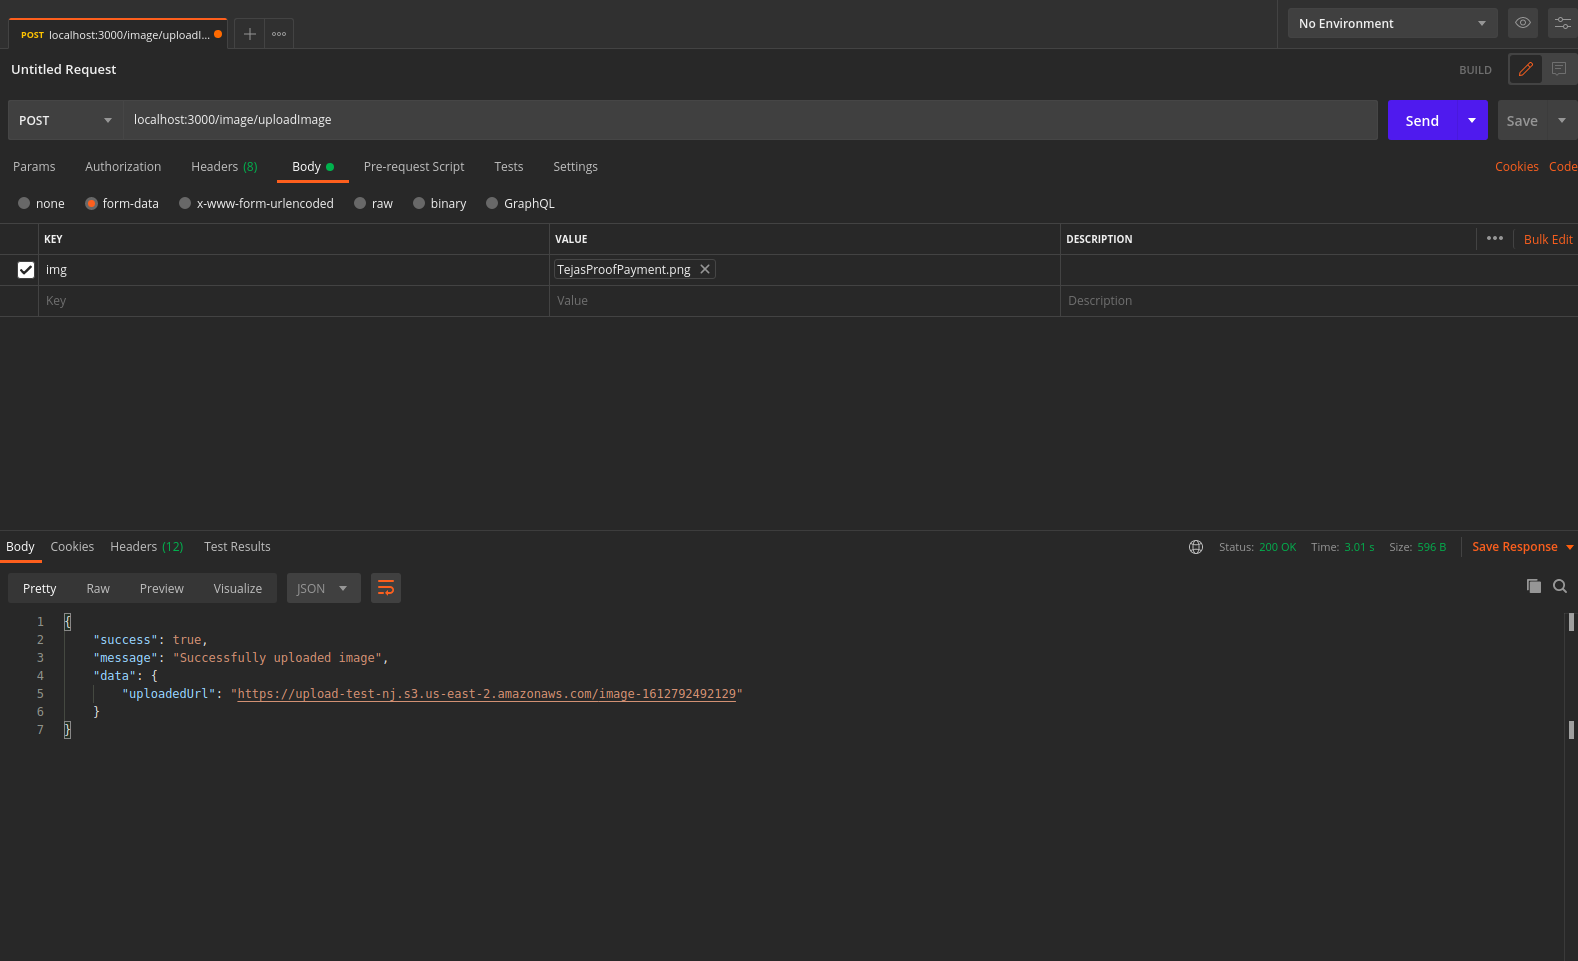 POST localhost:3000/image/uploadI...
No Environment
Untitled Request
BUILD
POST localhost:3000/image/uploadImage Send Save
Params Authorization Headers (8) Body Pre-request Script Tests Settings Cookies Code
none form-data x-www-form-urlencoded raw binary GraphQL
KEY VALUE DESCRIPTION Bulk Edit
img TejasProofPayment.png
Key Value Description
Body Cookies Headers (12) Test Results Status: 200 OK Time: 3.01 s Size: 596 B Save Response
Pretty Raw Preview Visualize JSON
1 {
2 "success": true,
3 "message": "Successfully uploaded image",
4 "data": {
5 "uploadedUrl": "https://upload-test-nj.s3.us-east-2.amazonaws.com/image-1612792492129"
6 }
7 }